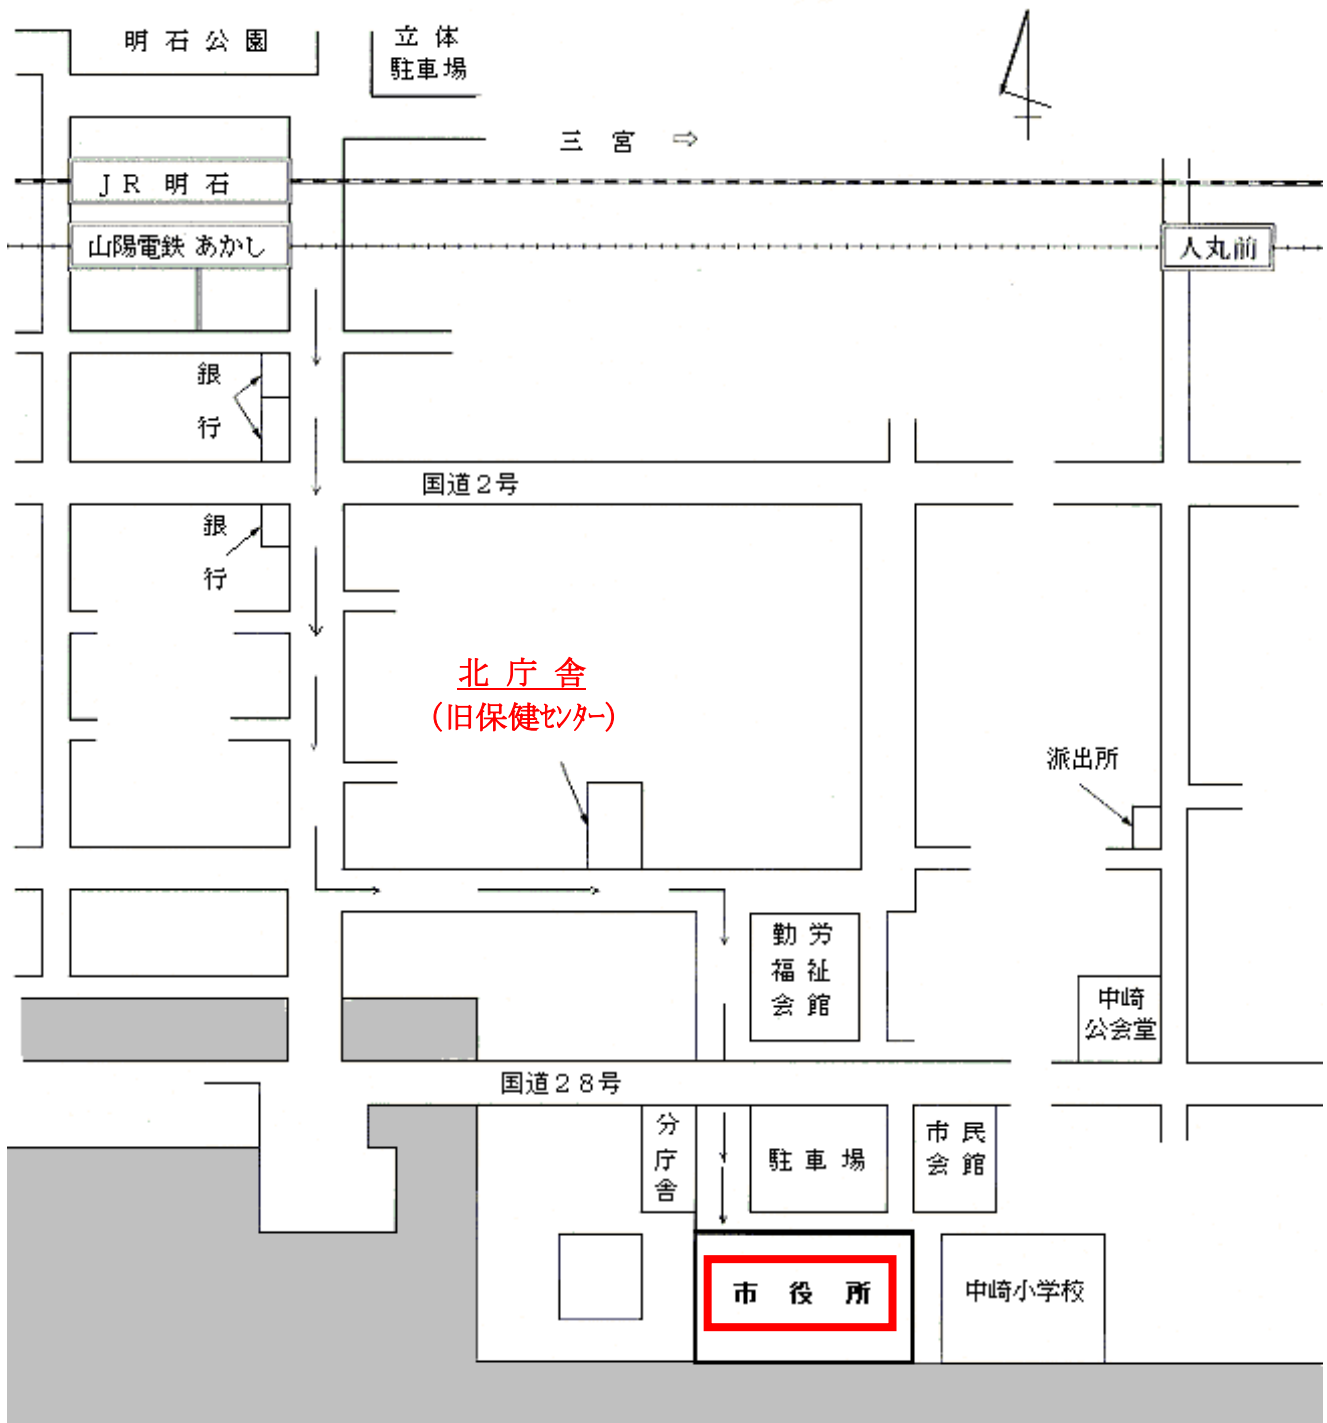 明石公園
立体
駐車場
三宮 ⇨
JR 明石
山陽電鉄 あかし
人丸前
銀
行
国道2号
銀
行
北庁舎
(旧保健センター)
派出所
勤労
福祉
会館
中崎
公会堂
国道28号
分
庁
舎
駐車場
市民
会館
市役所
中崎小学校